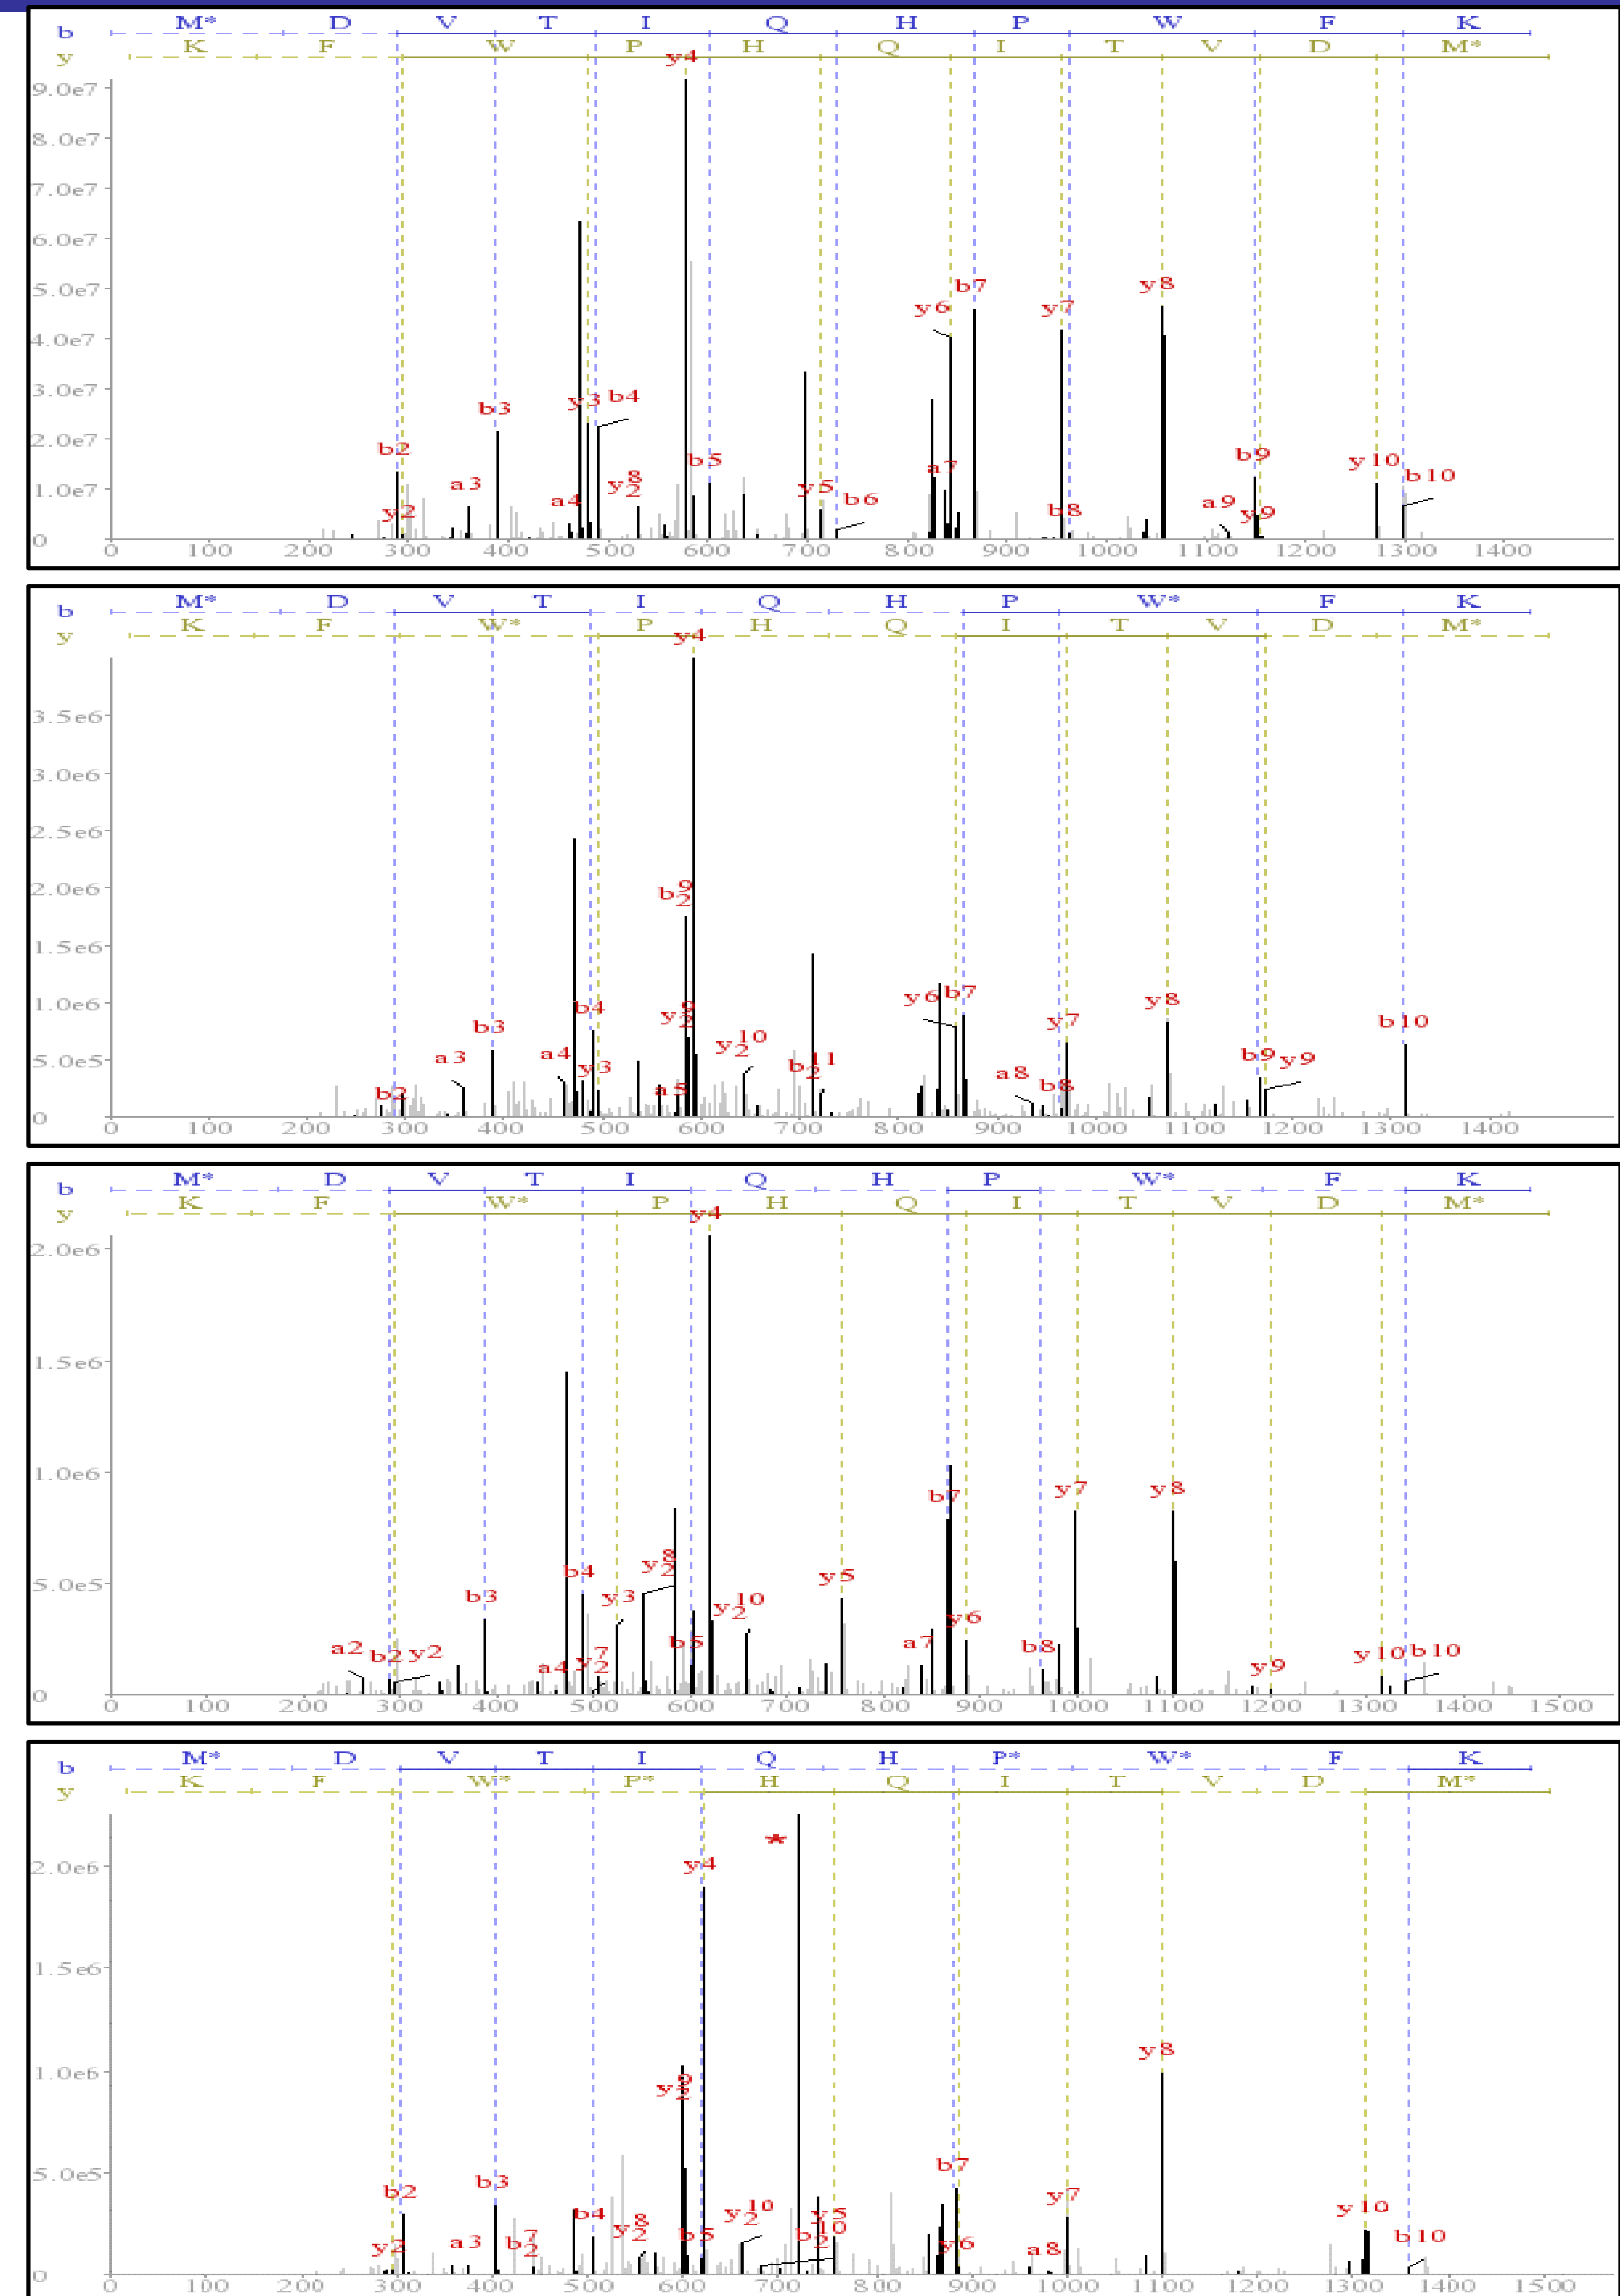 b M* D V T I Q H P W F K
y K F W P H Q I T V D M*
y4
9.0e7
8.0e7
7.0e7
6.0e7
5.0e7
4.0e7
3.0e7
2.0e7
1.0e7
0
b2 y2 a3 b3 a4 y3 b4 y8 2 b5 y5 b6 y6 a7 b7 y7 b8 y8 a9 b9 y9 y10 b10
0 100 200 300 400 500 600 700 800 900 1000 1100 1200 1300 1400
b M* D V T I Q H P W* F K
y K F W* P H Q I T V D M*
y4
3.5e6
3.0e6
2.5e6
2.0e6
1.5e6
1.0e6
5.0e5
0
b2 a3 b3 a4 b4 y3 a5 b9 2 y9 2 y10 2 b11 2 y6 b7 a8 b8 y7 y8 b9 y9 b10
0 100 200 300 400 500 600 700 800 900 1000 1100 1200 1300 1400
b M* D V T I Q H P W* F K
y K F W* P H Q I T V D M*
y4
2.0e6
1.5e6
1.0e6
5.0e5
0
a2 b2 y2 b3 a4 b4 y7 2 y3 y8 2 b5 y10 2 y5 a7 b7 y6 b8 y7 y8 y9 y10 b10
0 100 200 300 400 500 600 700 800 900 1000 1100 1200 1300 1400 1500
b M* D V T I Q H P* W* F K
y K F W* P* H Q I T V D M*
*
y4
2.0e6
1.5e6
1.0e6
5.0e5
0
y2 b2 a3 b3 b7 2 b4 y8 2 y9 2 b5 y10 2 b10 2 y5 b7 y6 a8 y7 y8 y10 b10
0 100 200 300 400 500 600 700 800 900 1000 1100 1200 1300 1400 1500